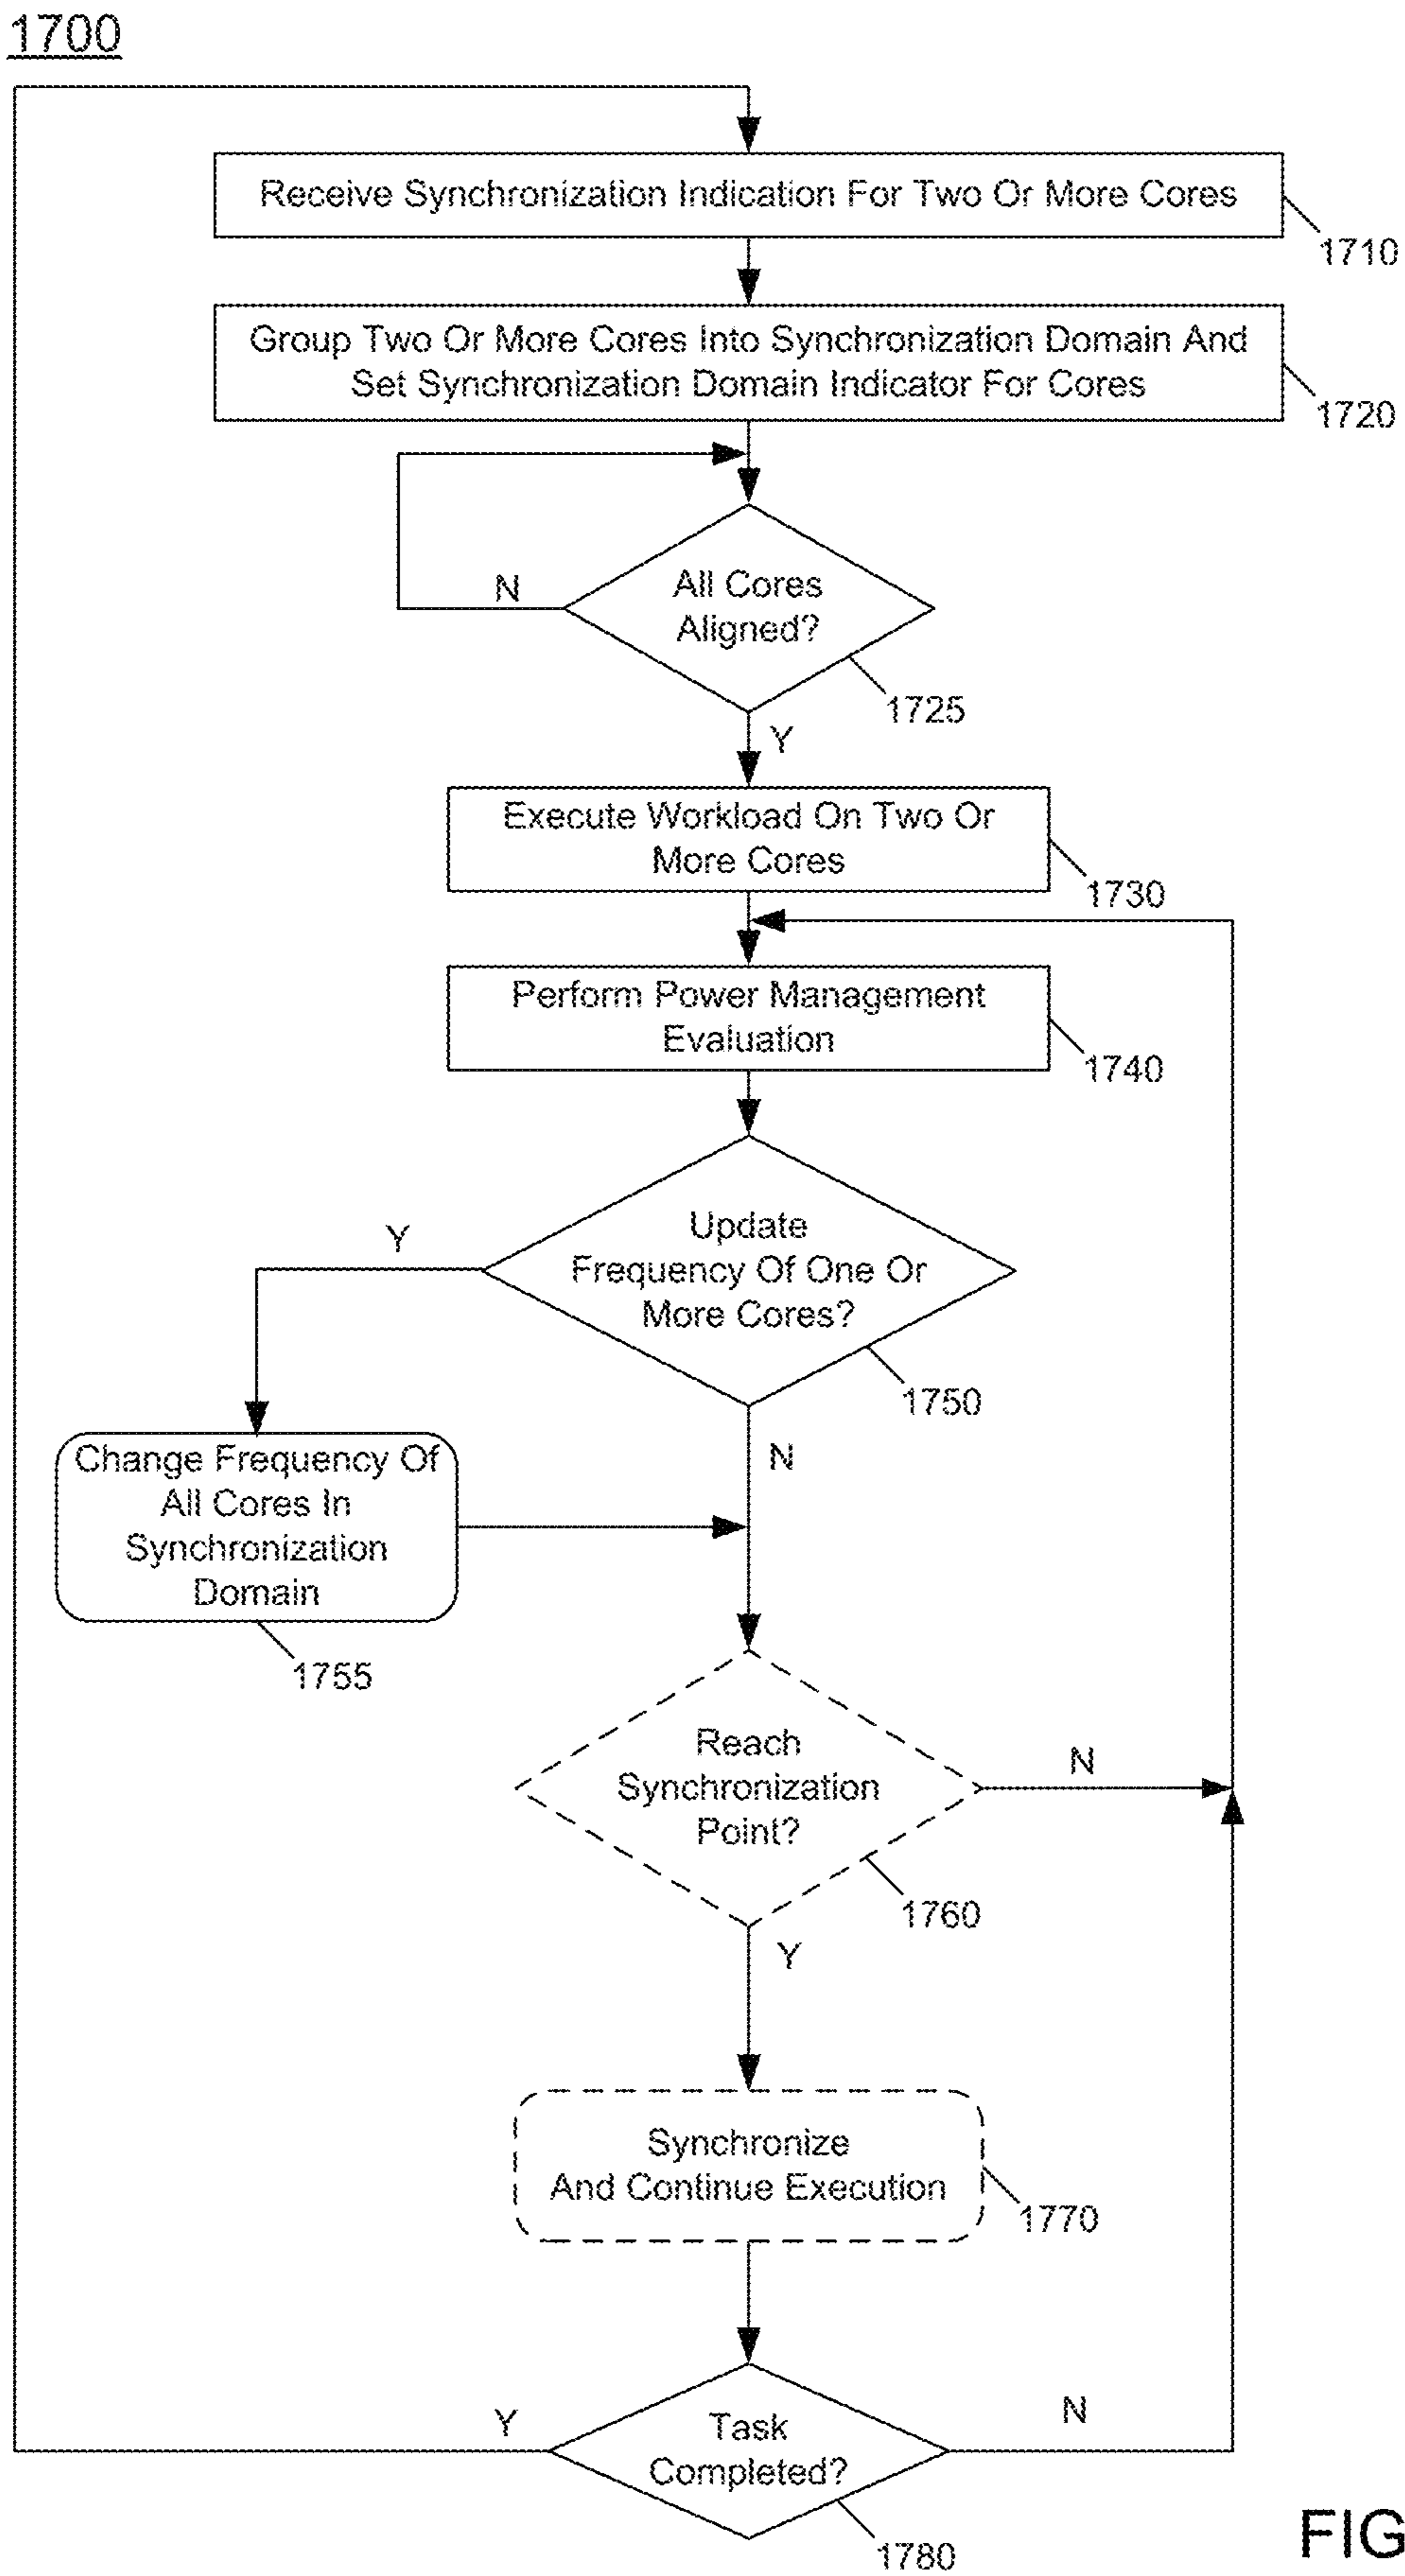 1700
Receive Synchronization Indication For Two Or More Cores
1710
Group Two Or More Cores Into Synchronization Domain And
Set Synchronization Domain Indicator For Cores
1720
N
All Cores
Aligned?
1725
Y
Execute Workload On Two Or
More Cores
1730
Perform Power Management
Evaluation
1740
Y
Update
Frequency Of One Or
More Cores?
1750
N
Change Frequency Of
All Cores In
Synchronization
Domain
1755
Reach
Synchronization
Point?
N
1760
Y
Synchronize
And Continue Execution
1770
Y
Task
Completed?
N
1780
FIG